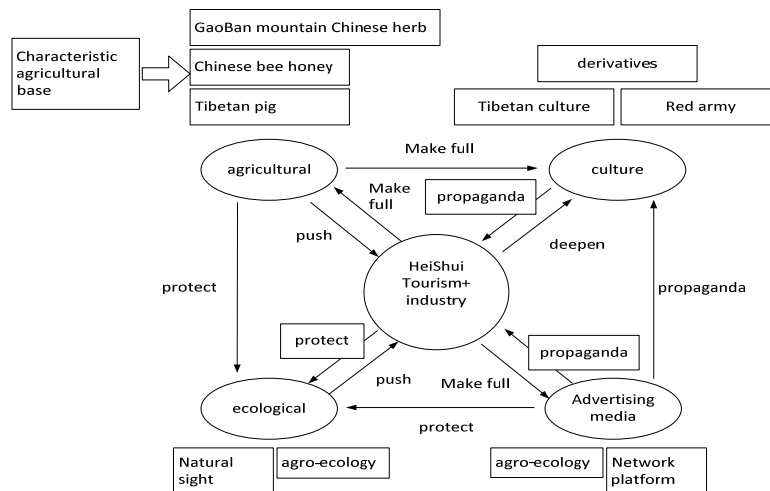 GaoBan mountain Chinese herb
Characteristic
agricultural
base
Chinese bee honey
Tibetan pig
derivatives
Tibetan culture
Red army
agricultural
Make full
culture
Make
full
propaganda
push
deepen
HeiShui
Tourism+
industry
protect
propaganda
protect
propaganda
push
Make full
ecological
Advertising
media
protect
Natural
sight
agro-ecology
agro-ecology
Network
platform